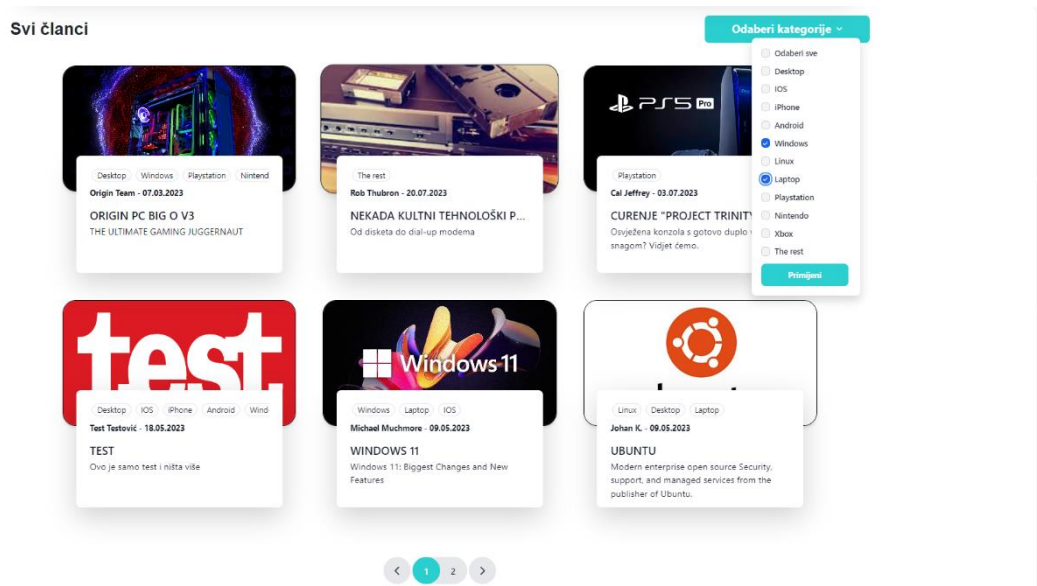 Svi članci
Odaberi kategorije
Odaberi sve
Desktop
IOS
iPhone
Android
Windows
Linux
Laptop
Playstation
Nintendo
Xbox
The rest
Primijeni
Desktop Windows Playstation Nintend
Origin Team - 07.03.2023
ORIGIN PC BIG O V3
THE ULTIMATE GAMING JUGGERNAUT
The rest
Rob Thubron - 20.07.2023
NEKADA KULTNI TEHNOLOŠKI P...
Od disketa do dial-up modema
PS5 Pro
Playstation
Cal Jeffrey - 03.07.2023
CURENJE "PROJECT TRINITY
Osvježena konzola s gotovo duplo
snagom? Vidjet ćemo.
test
Desktop IOS iPhone Android Wind
Test Testović - 18.05.2023
TEST
Ovo je samo test i ništa više
Windows 11
Windows Laptop IOS
Michael Muchmore - 09.05.2023
WINDOWS 11
Windows 11: Biggest Changes and New
Features
Linux Desktop Laptop
Johan K. - 09.05.2023
UBUNTU
Modern enterprise open source Security,
support, and managed services from the
publisher of Ubuntu.
1 2